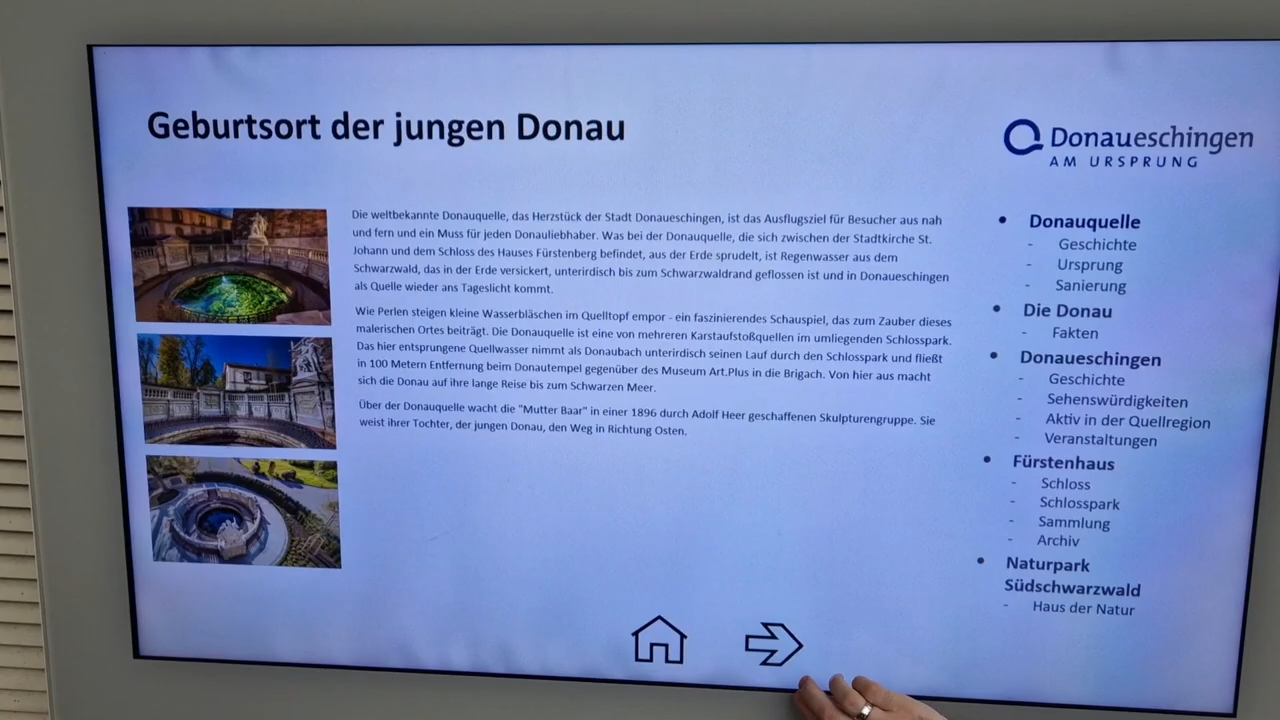 Geburtsort der jungen Donau
Donaueschingen
AM URSPRUNG
Die weltbekannte Donauquelle, das Herzstück der Stadt Donaueschingen, ist das Ausflugsziel für Besucher aus nah
und fern und ein Muss für jeden Donauliebhaber. Was bei der Donauquelle, die sich zwischen der Stadtkirche St.
Johann und dem Schloss des Hauses Fürstenberg befindet, aus der Erde sprudelt, ist Regenwasser aus dem
Schwarzwald, das in der Erde versickert, unterirdisch bis zum Schwarzwaldrand geflossen ist und in Donaueschingen
als Quelle wieder ans Tageslicht kommt.
Wie Perlen steigen kleine Wasserbläschen im Quelltopf empor - ein faszinierendes Schauspiel, das zum Zauber dieses
malerischen Ortes beiträgt. Die Donauquelle ist eine von mehreren Karstaufstoßquellen im umliegenden Schlosspark.
Das hier entsprungene Quellwasser nimmt als Donaubach unterirdisch seinen Lauf durch den Schlosspark und fließt
in 100 Metern Entfernung beim Donautempel gegenüber des Museum Art.Plus in die Brigach. Von hier aus macht
sich die Donau auf ihre lange Reise bis zum Schwarzen Meer.
Über der Donauquelle wacht die "Mutter Baar" in einer 1896 durch Adolf Heer geschaffenen Skulpturengruppe. Sie
weist ihrer Tochter, der jungen Donau, den Weg in Richtung Osten.
• Donauquelle
- Geschichte
- Ursprung
- Sanierung
• Die Donau
- Fakten
• Donaueschingen
- Geschichte
- Sehenswürdigkeiten
- Aktiv in der Quellregion
- Veranstaltungen
• Fürstenhaus
- Schloss
- Schlosspark
- Sammlung
- Archiv
• Naturpark
Südschwarzwald
- Haus der Natur